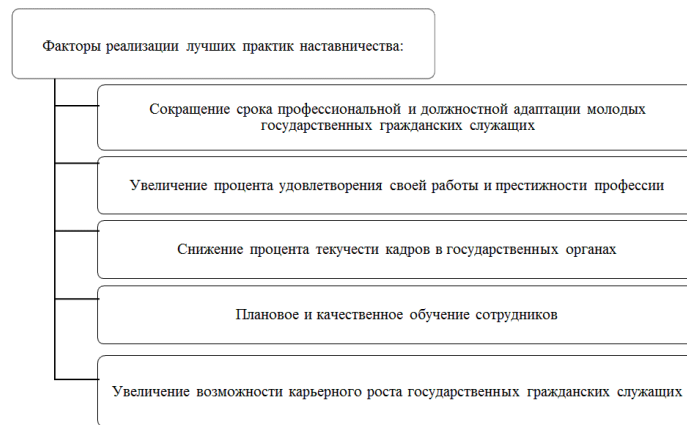 Факторы реализации лучших практик наставничества:
Сокращение срока профессиональной и должностной адаптации молодых
государственных гражданских служащих
Увеличение процента удовлетворения своей работы и престижности профессии
Снижение процента текучести кадров в государственных органах
Плановое и качественное обучение сотрудников
Увеличение возможности карьерного роста государственных гражданских служащих